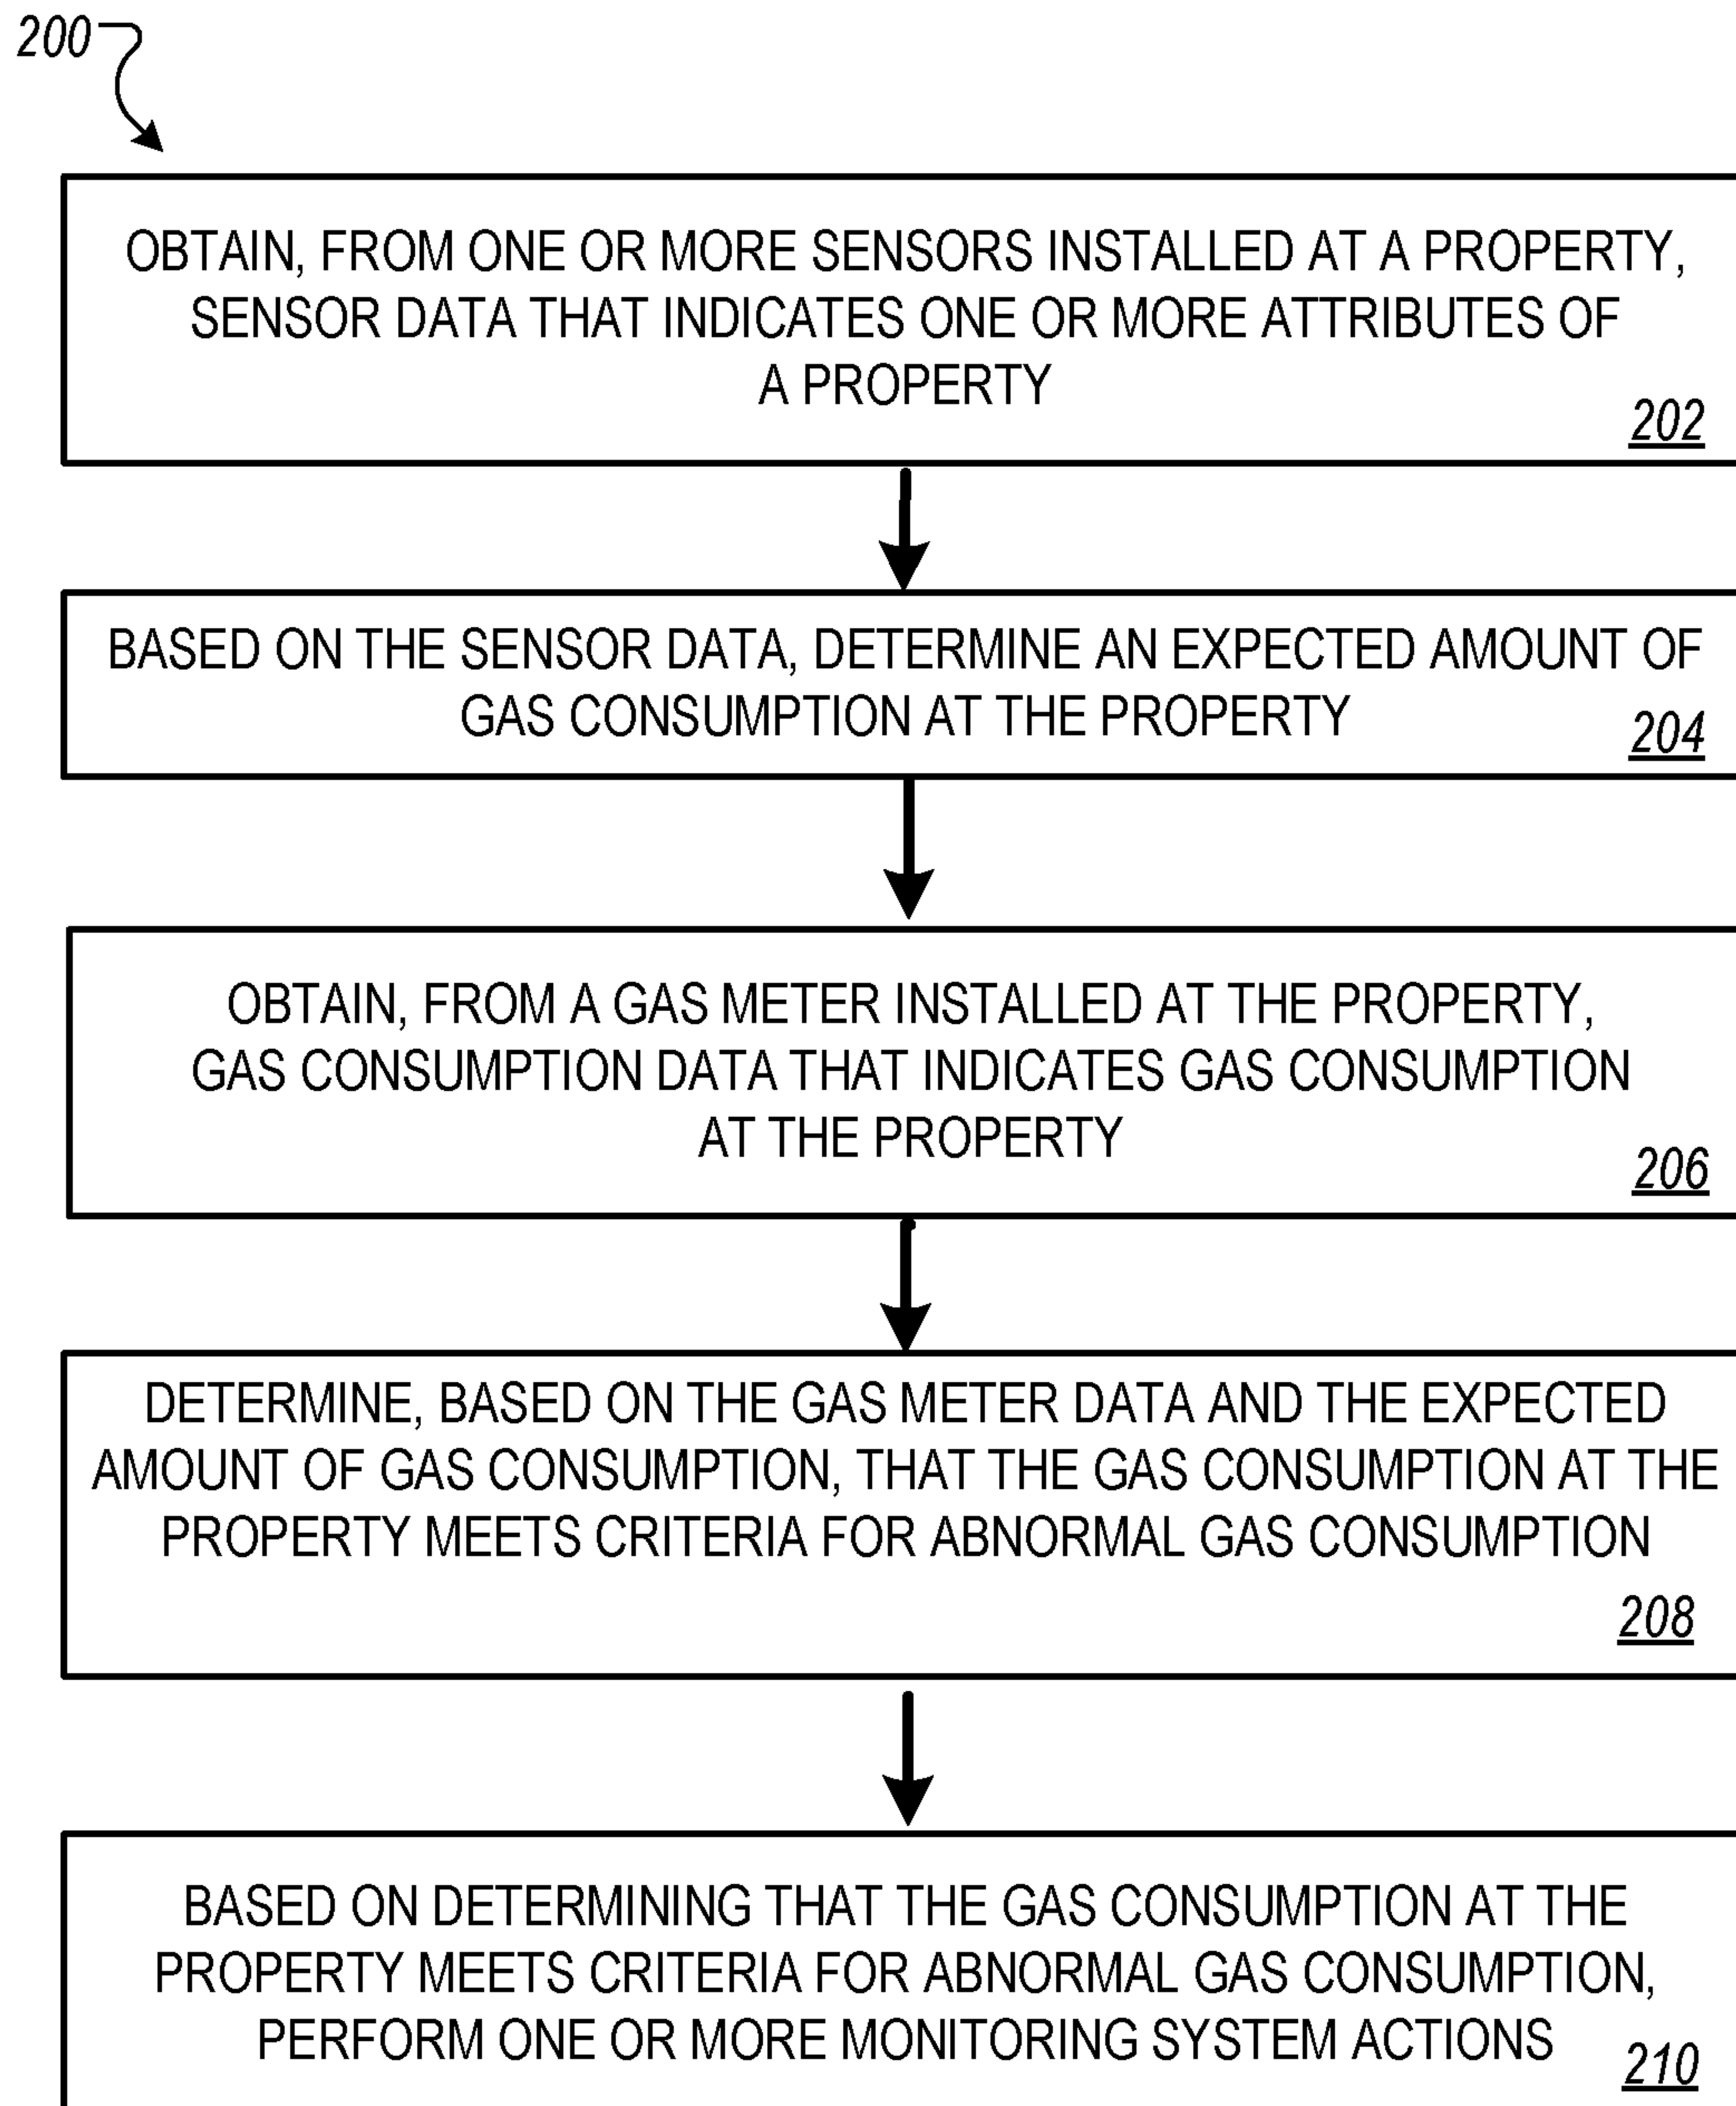 200
OBTAIN, FROM ONE OR MORE SENSORS INSTALLED AT A PROPERTY,
SENSOR DATA THAT INDICATES ONE OR MORE ATTRIBUTES OF
A PROPERTY
202
BASED ON THE SENSOR DATA, DETERMINE AN EXPECTED AMOUNT OF
GAS CONSUMPTION AT THE PROPERTY
204
OBTAIN, FROM A GAS METER INSTALLED AT THE PROPERTY,
GAS CONSUMPTION DATA THAT INDICATES GAS CONSUMPTION
AT THE PROPERTY
206
DETERMINE, BASED ON THE GAS METER DATA AND THE EXPECTED
AMOUNT OF GAS CONSUMPTION, THAT THE GAS CONSUMPTION AT THE
PROPERTY MEETS CRITERIA FOR ABNORMAL GAS CONSUMPTION
208
BASED ON DETERMINING THAT THE GAS CONSUMPTION AT THE
PROPERTY MEETS CRITERIA FOR ABNORMAL GAS CONSUMPTION,
PERFORM ONE OR MORE MONITORING SYSTEM ACTIONS
210